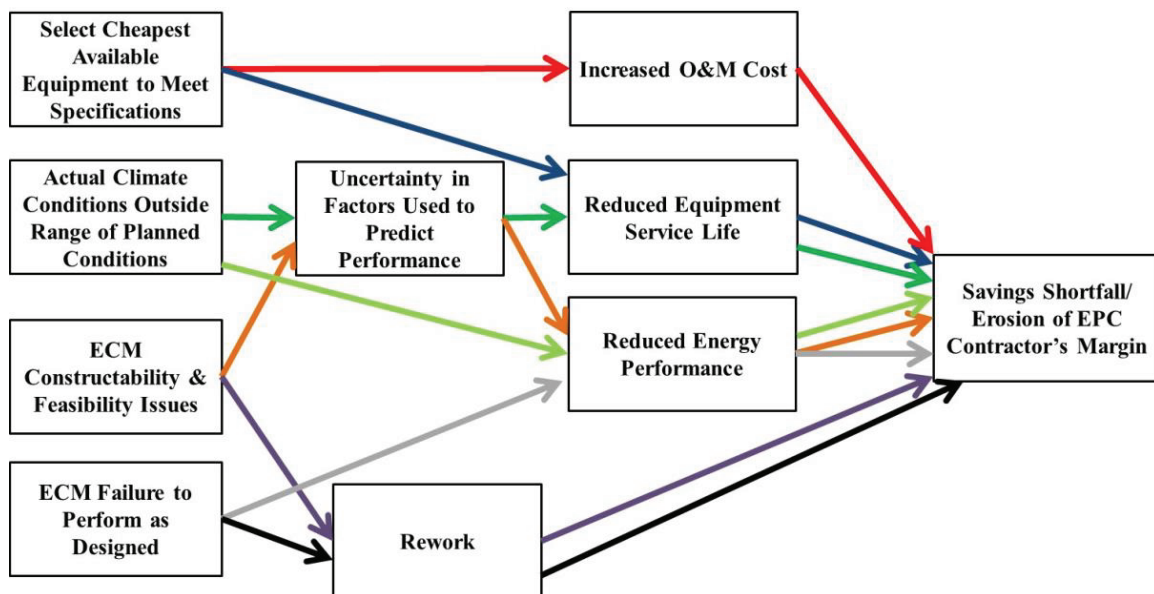 Select Cheapest
Available
Equipment to Meet
Specifications
Increased O&M Cost
Actual Climate
Conditions Outside
Range of Planned
Conditions
Uncertainty in
Factors Used to
Predict
Performance
Reduced Equipment
Service Life
Savings Shortfall/
Erosion of EPC
Contractor's Margin
ECM
Constructability &
Feasibility Issues
Reduced Energy
Performance
ECM Failure to
Perform as
Designed
Rework